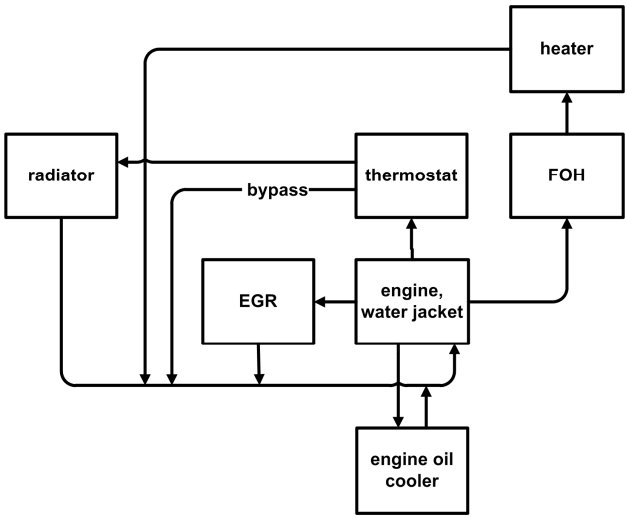 heater
radiator
thermostat
FOH
bypass
EGR
engine,
water jacket
engine oil
cooler